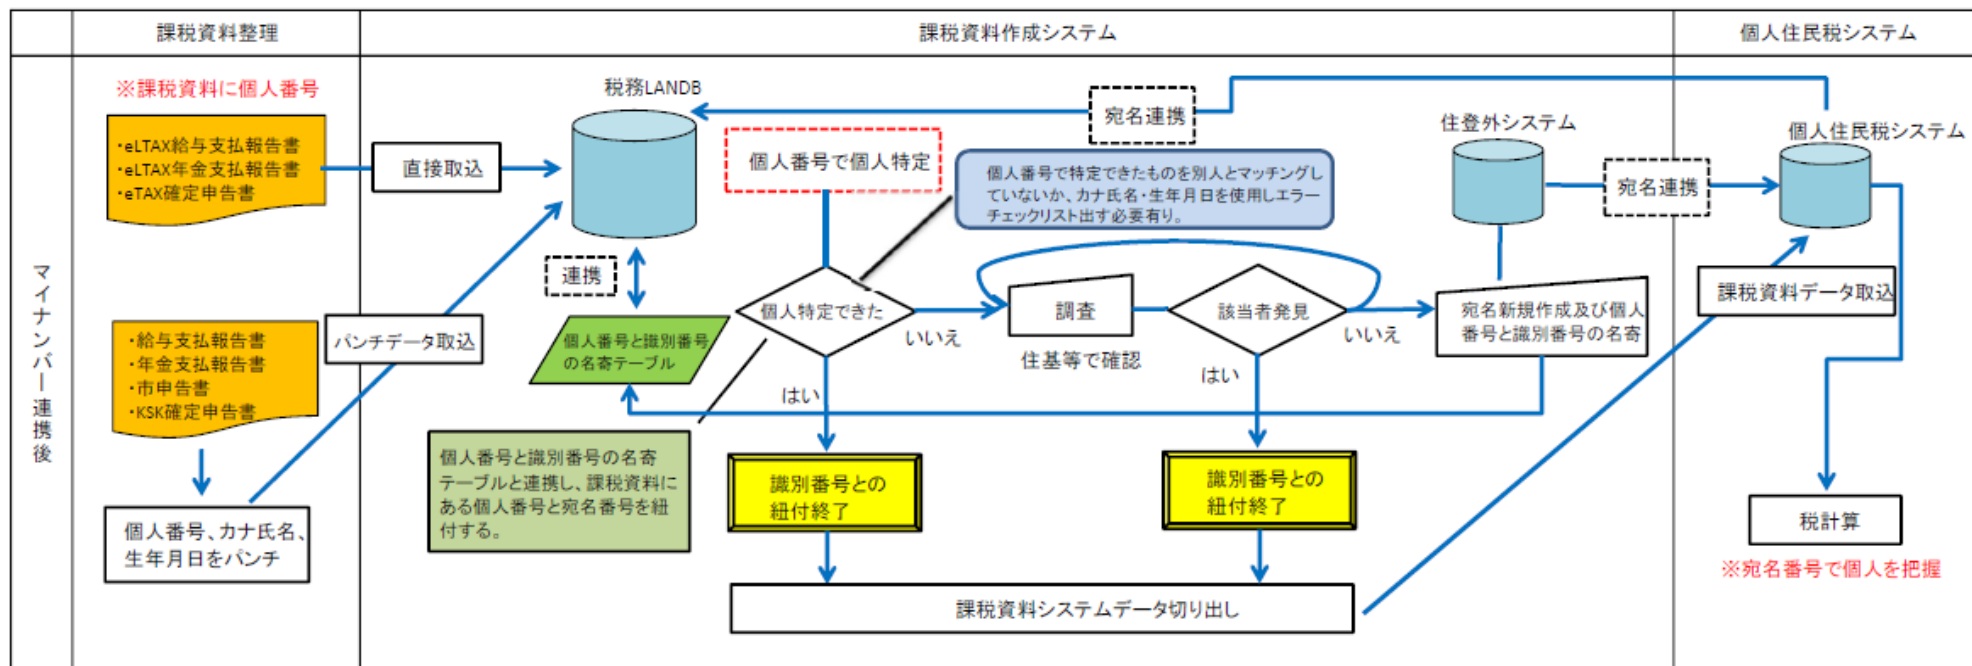 課税資料整理
課税資料作成システム
個人住民税システム
マイナンバー連携後
※課税資料に個人番号
・eLTAX給与支払報告書
・eLTAX年金支払報告書
・eTAX確定申告書
直接取込
・給与支払報告書
・年金支払報告書
・市申告書
・KSK確定申告書
個人番号、カナ氏名、
生年月日をパンチ
パンチデータ取込
税務LANDB
連携
個人番号と識別番号
の名寄テーブル
個人番号と識別番号の名寄
テーブルと連携し、課税資料に
ある個人番号と宛名番号を紐
付する。
個人番号で個人特定
個人番号で特定できたものを別人とマッチングし
ていないか、カナ氏名・生年月日を使用しエラー
チェックリスト出す必要有り。
個人特定できた
いいえ
はい
調査
住基等で確認
該当者発見
いいえ
はい
宛名新規作成及び個人
番号と識別番号の名寄
識別番号との
紐付終了
識別番号との
紐付終了
課税資料システムデータ切り出し
宛名連携
住登外システム
宛名連携
個人住民税システム
課税資料データ取込
税計算
※宛名番号で個人を把握